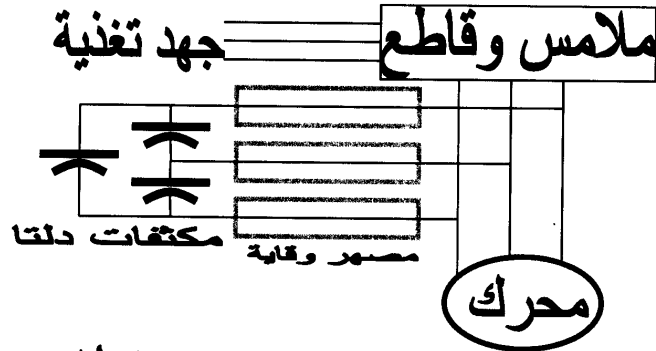 ملامس وقاطع
جهد تغذية
مكثفات دلتا
مصهر وقاية
محرك